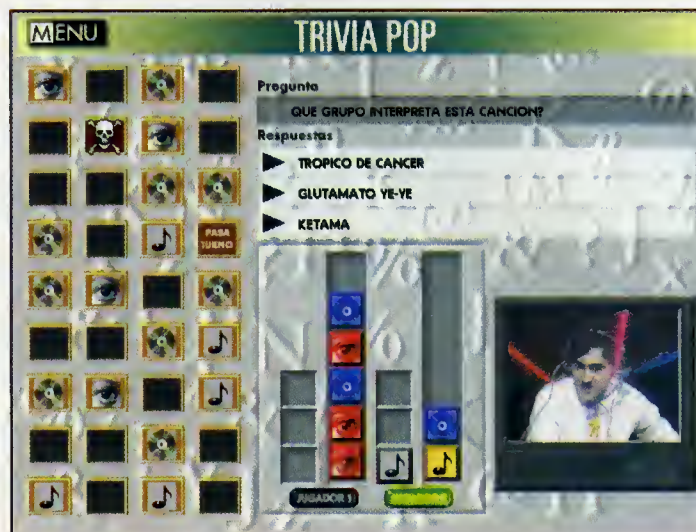 MENU
TRIVIA POP
Pregunta
QUE GRUPO INTERPRETA ESTA CANCION?
Respuestas
TROPICO DE CANCER
GLUTAMATO YE-YE
KETAMA
PASA
TURNO
JUGADOR 1